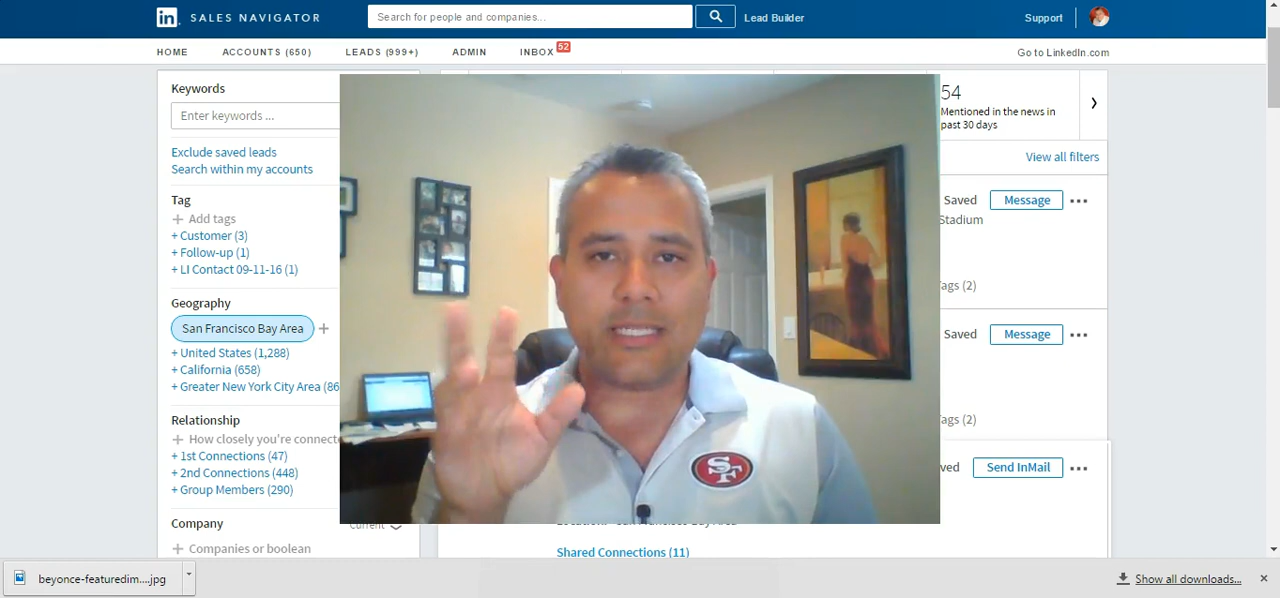 in SALES NAVIGATOR
Search for people and companies...
Lead Builder
Support
HOME
ACCOUNTS (650)
LEADS (999+)
ADMIN
INBOX 52
Go to LinkedIn.com
Keywords
Enter keywords ...
Exclude saved leads
Search within my accounts
Tag
+ Add tags
+ Customer (3)
+ Follow-up (1)
+ LI Contact 09-11-16 (1)
Geography
San Francisco Bay Area +
+ United States (1,288)
+ California (658)
+ Greater New York City Area (86
Relationship
+ How closely you're connect
+ 1st Connections (47)
+ 2nd Connections (448)
+ Group Members (290)
Company
Current
+ Companies or boolean
54
Mentioned in the news in
past 30 days
View all filters
Saved Message
Stadium
ags (2)
Saved Message
ags (2)
ved Send InMail
SF
Shared Connections (11)
beyonce-featuredim....jpg
Show all downloads...